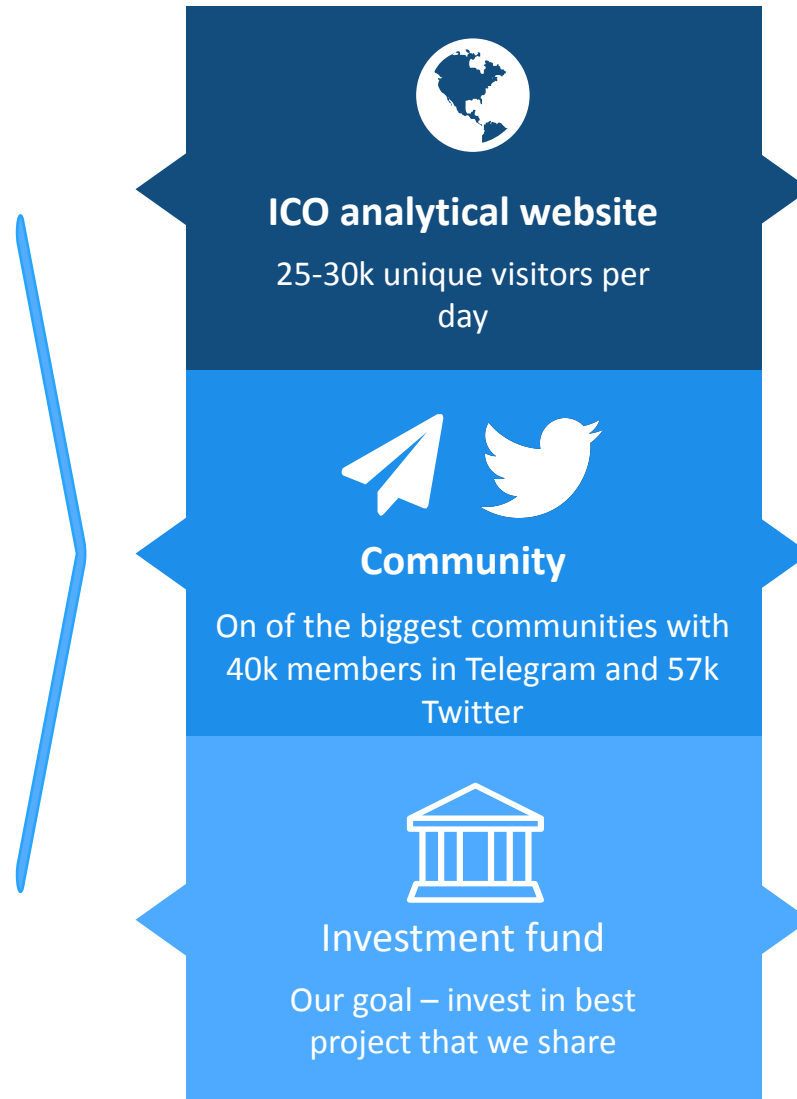 ICO analytical website
25-30k unique visitors per
day
Community
On of the biggest communities with
40k members in Telegram and 57k
Twitter
Investment fund
Our goal – invest in best
project that we share